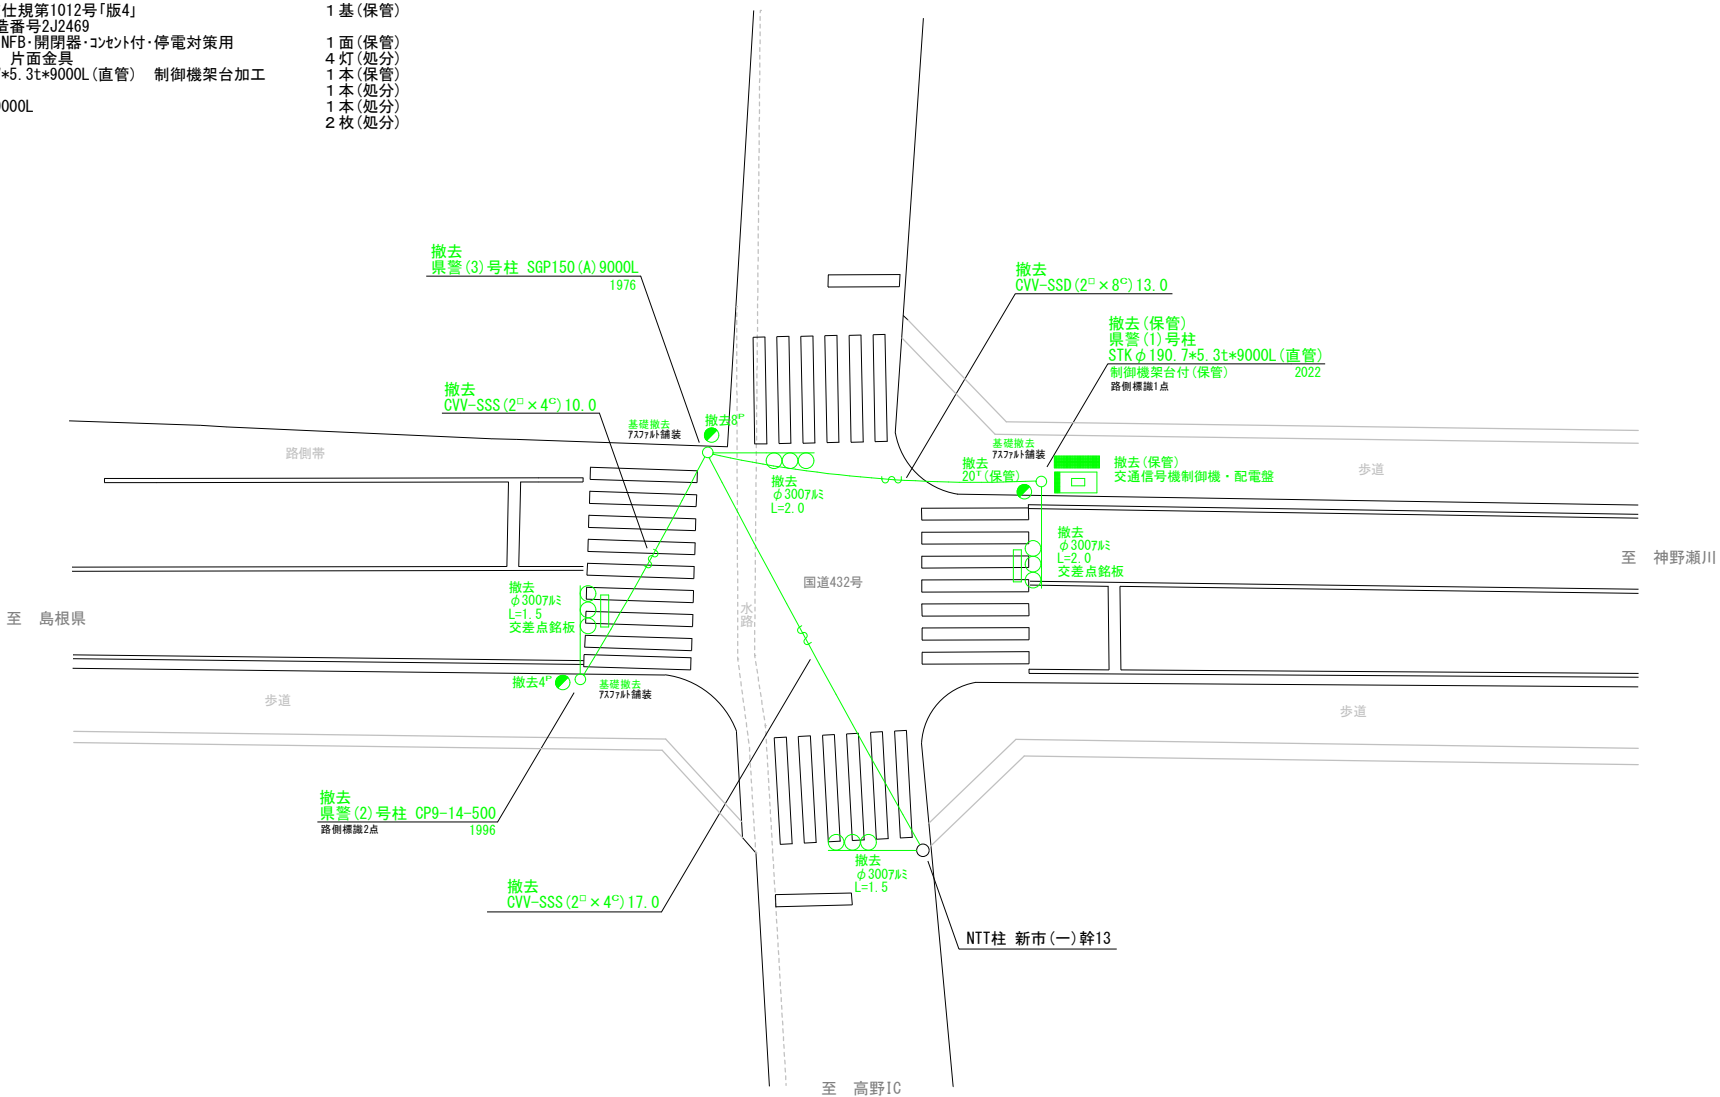 仕規第1012号「版4」 1基(保管)
造番号2J2469
NFB・開閉器・ｺﾝｾﾝﾄ付・停電対策用 1面(保管)
片面金具 4灯(処分)
*5.3t*9000L(直管) 制御機架台加工 1本(保管)
1本(処分)
000L 1本(処分)
2枚(処分)
撤去
県警(3)号柱 SGP150(A)9000L
1976
撤去
CVV-SSD(2□×8C)13.0
撤去(保管)
県警(1)号柱
STKφ190.7*5.3t*9000L(直管)
制御機架台付(保管) 2022
路側標識1点
撤去
CVV-SSS(2□×4C)10.0
基礎撤去
ｱｽﾌｧﾙﾄ舗装
撤去8P
路側帯
撤去
φ300ｱﾙﾐ
L=2.0
基礎撤去
ｱｽﾌｧﾙﾄ舗装
撤去
20T(保管)
撤去(保管)
交通信号機制御機・配電盤
歩道
撤去
φ300ｱﾙﾐ
L=2.0
交差点銘板
至 神野瀬川
国道432号
水路
撤去
φ300ｱﾙﾐ
L=1.5
交差点銘板
至 島根県
撤去4P
基礎撤去
ｱｽﾌｧﾙﾄ舗装
歩道
歩道
撤去
県警(2)号柱 CP9-14-500
路側標識2点 1996
撤去
φ300ｱﾙﾐ
L=1.5
撤去
CVV-SSS(2□×4C)17.0
NTT柱 新市(一)幹13
至 高野IC